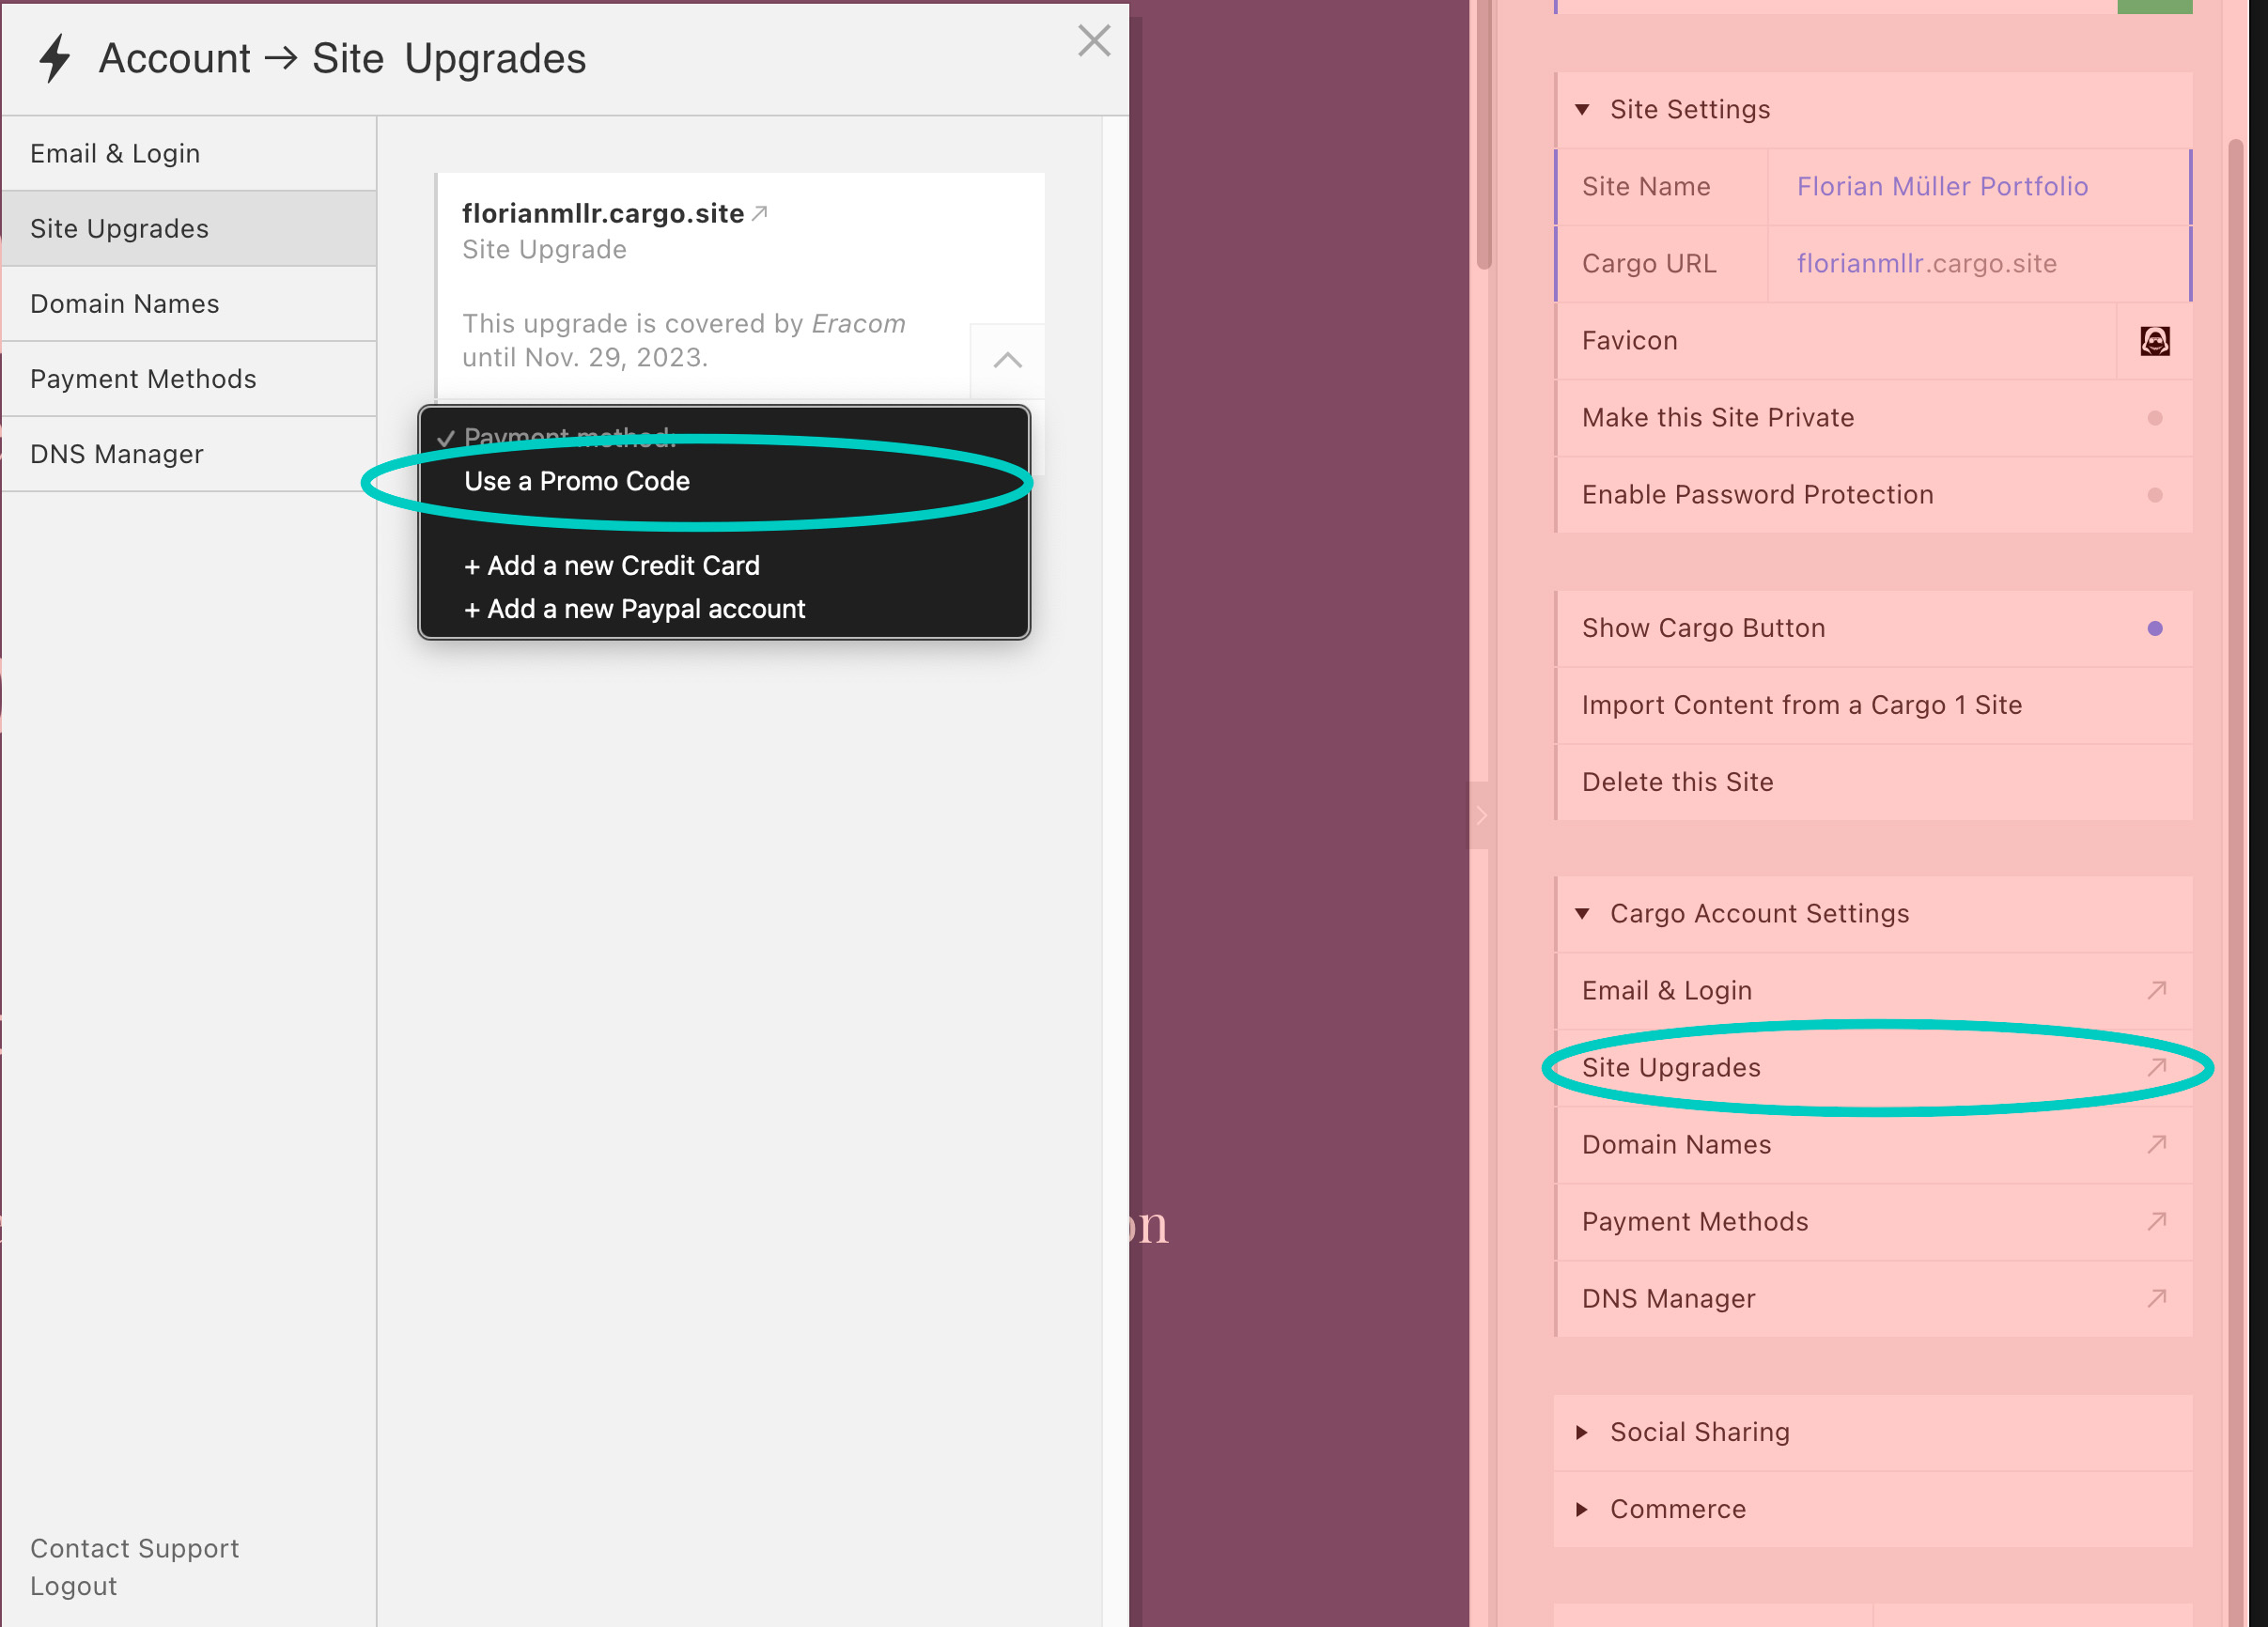 Account → Site Upgrades
Email & Login
Site Upgrades
Domain Names
Payment Methods
DNS Manager
florianmllr.cargo.site ↗
Site Upgrade
This upgrade is covered by Eracom
until Nov. 29, 2023.
✓ Payment method:
Use a Promo Code
+ Add a new Credit Card
+ Add a new Paypal account
Contact Support
Logout
on
Site Settings
Site Name Florian Müller Portfolio
Cargo URL florianmllr.cargo.site
Favicon
Make this Site Private
Enable Password Protection
Show Cargo Button
Import Content from a Cargo 1 Site
Delete this Site
Cargo Account Settings
Email & Login
Site Upgrades
Domain Names
Payment Methods
DNS Manager
Social Sharing
Commerce